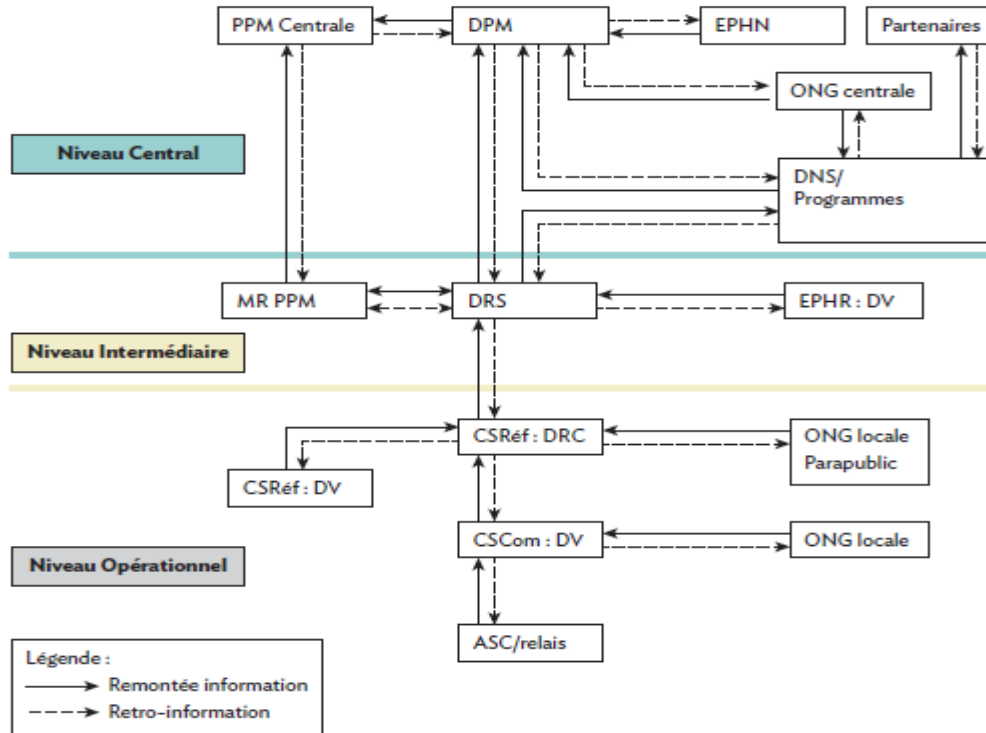 PPM Centrale
DPM
EPHN
Partenaires
ONG centrale
Niveau Central
DNS/
Programmes
MR PPM
DRS
EPHR : DV
Niveau Intermédiaire
CSRéf : DRC
ONG locale
Parapublic
CSRéf : DV
CSCom : DV
ONG locale
Niveau Opérationnel
ASC/relais
Légende :
Remontée information
Retro-information